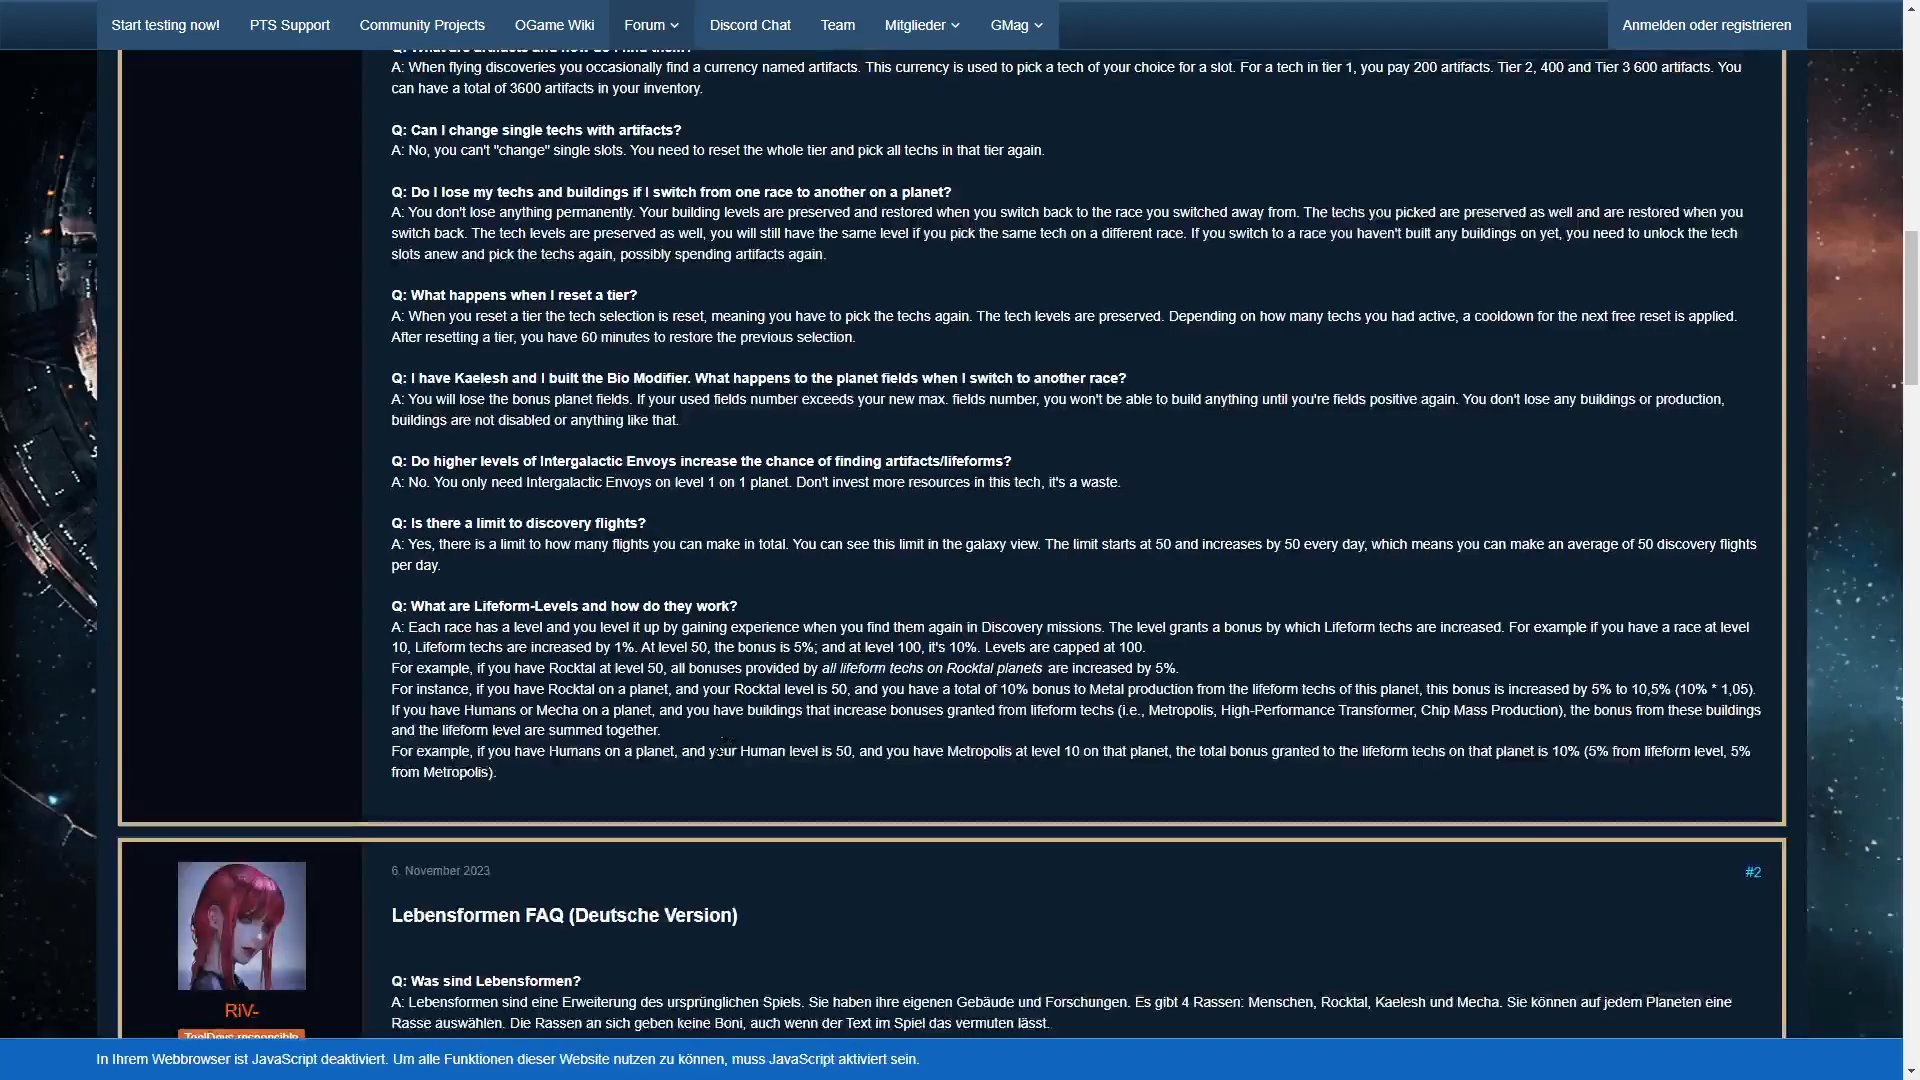 Start testing now!
PTS Support
Community Projects
OGame Wiki
Forum
Discord Chat
Team
Mitglieder
GMag
Anmelden oder registrieren
Q: What are artifacts and how do I find them?
A: When flying discoveries you occasionally find a currency named artifacts. This currency is used to pick a tech of your choice for a slot. For a tech in tier 1, you pay 200 artifacts. Tier 2, 400 and Tier 3 600 artifacts. You
can have a total of 3600 artifacts in your inventory.
Q: Can I change single techs with artifacts?
A: No, you can't "change" single slots. You need to reset the whole tier and pick all techs in that tier again.
Q: Do I lose my techs and buildings if I switch from one race to another on a planet?
A: You don't lose anything permanently. Your building levels are preserved and restored when you switch back to the race you switched away from. The techs you picked are preserved as well and are restored when you
switch back. The tech levels are preserved as well, you will still have the same level if you pick the same tech on a different race. If you switch to a race you haven't built any buildings on yet, you need to unlock the tech
slots anew and pick the techs again, possibly spending artifacts again.
Q: What happens when I reset a tier?
A: When you reset a tier the tech selection is reset, meaning you have to pick the techs again. The tech levels are preserved. Depending on how many techs you had active, a cooldown for the next free reset is applied.
After resetting a tier, you have 60 minutes to restore the previous selection.
Q: I have Kaelesh and I built the Bio Modifier. What happens to the planet fields when I switch to another race?
A: You will lose the bonus planet fields. If your used fields number exceeds your new max. fields number, you won't be able to build anything until you're fields positive again. You don't lose any buildings or production,
buildings are not disabled or anything like that.
Q: Do higher levels of Intergalactic Envoys increase the chance of finding artifacts/lifeforms?
A: No. You only need Intergalactic Envoys on level 1 on 1 planet. Don't invest more resources in this tech, it's a waste.
Q: Is there a limit to discovery flights?
A: Yes, there is a limit to how many flights you can make in total. You can see this limit in the galaxy view. The limit starts at 50 and increases by 50 every day, which means you can make an average of 50 discovery flights
per day.
Q: What are Lifeform-Levels and how do they work?
A: Each race has a level and you level it up by gaining experience when you find them again in Discovery missions. The level grants a bonus by which Lifeform techs are increased. For example if you have a race at level
10, Lifeform techs are increased by 1%. At level 50, the bonus is 5%; and at level 100, it's 10%. Levels are capped at 100.
For example, if you have Rocktal at level 50, all bonuses provided by all lifeform techs on Rocktal planets are increased by 5%.
For instance, if you have Rocktal on a planet, and your Rocktal level is 50, and you have a total of 10% bonus to Metal production from the lifeform techs of this planet, this bonus is increased by 5% to 10,5% (10% * 1,05).
If you have Humans or Mecha on a planet, and you have buildings that increase bonuses granted from lifeform techs (i.e., Metropolis, High-Performance Transformer, Chip Mass Production), the bonus from these buildings
and the lifeform level are summed together.
For example, if you have Humans on a planet, and your Human level is 50, and you have Metropolis at level 10 on that planet, the total bonus granted to the lifeform techs on that planet is 10% (5% from lifeform level, 5%
from Metropolis).
6. November 2023
#2
Lebensformen FAQ (Deutsche Version)
Q: Was sind Lebensformen?
A: Lebensformen sind eine Erweiterung des ursprünglichen Spiels. Sie haben ihre eigenen Gebäude und Forschungen. Es gibt 4 Rassen: Menschen, Rocktal, Kaelesh und Mecha. Sie können auf jedem Planeten eine
Rasse auswählen. Die Rassen an sich geben keine Boni, auch wenn der Text im Spiel das vermuten lässt.
RiV-
ToolDevs responsible
In Ihrem Webbrowser ist JavaScript deaktiviert. Um alle Funktionen dieser Website nutzen zu können, muss JavaScript aktiviert sein.